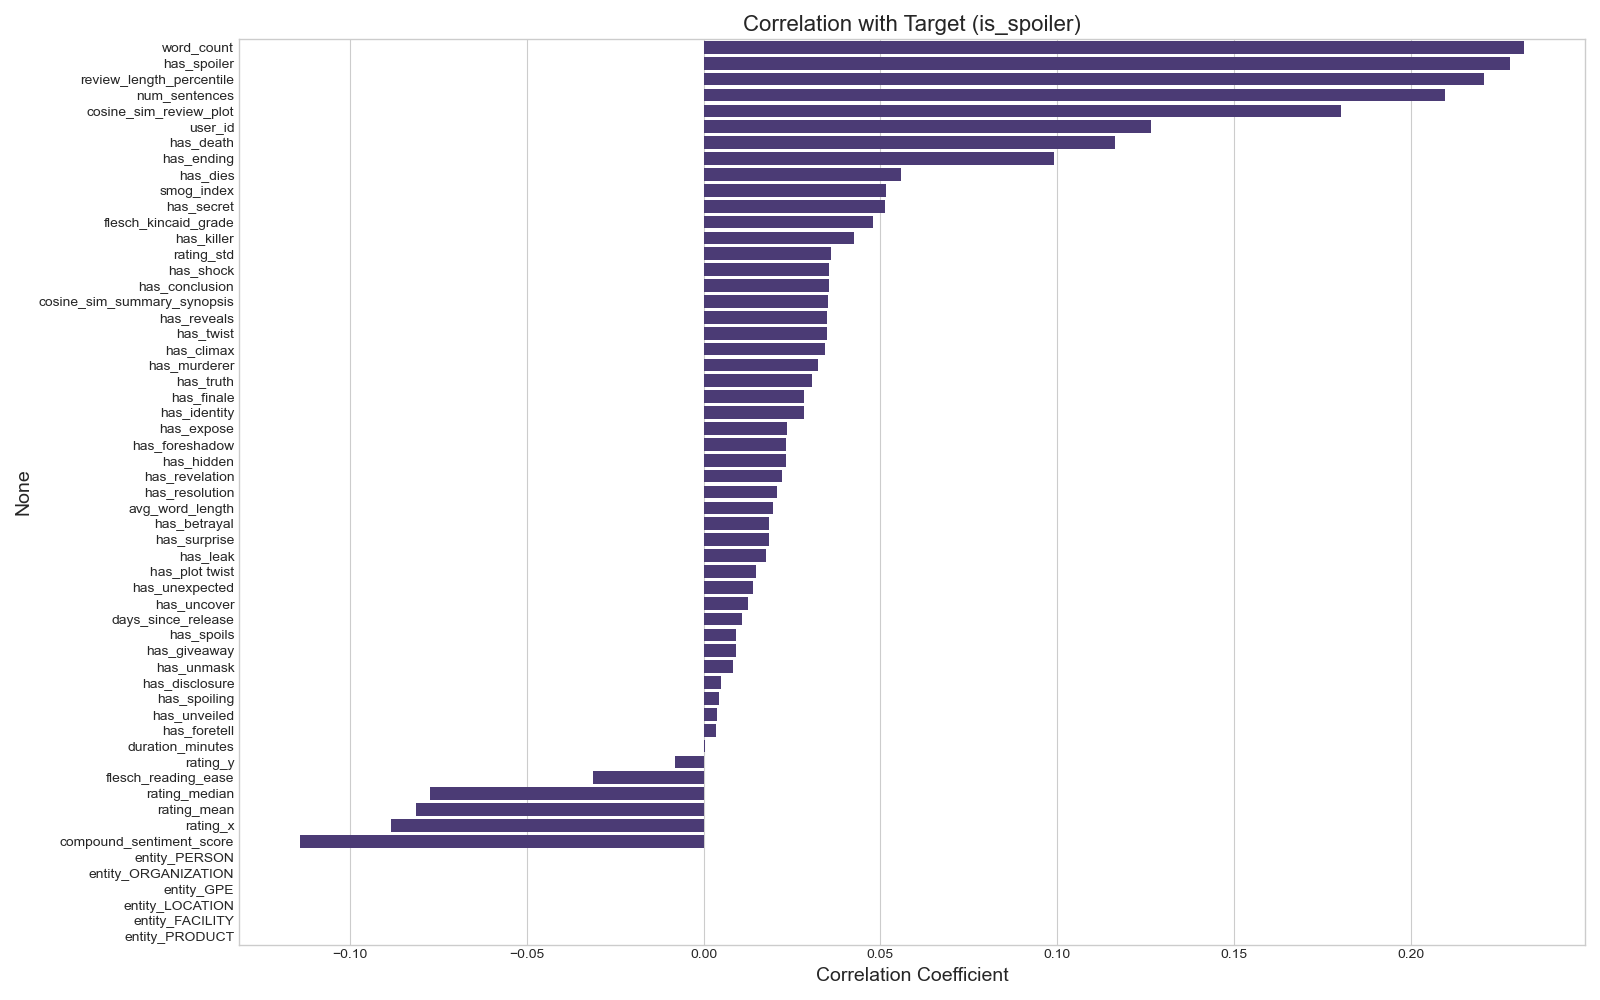 Correlation with Target (is_spoiler)
word_count
has_spoiler
review_length_percentile
num_sentences
cosine_sim_review_plot
user_id
has_death
has_ending
has_dies
smog_index
has_secret
flesch_kincaid_grade
has_killer
rating_std
has_shock
has_conclusion
cosine_sim_summary_synopsis
has_reveals
has_twist
has_climax
has_murderer
has_truth
has_finale
has_identity
has_expose
has_foreshadow
has_hidden
has_revelation
has_resolution
avg_word_length
has_betrayal
has_surprise
has_leak
has_plot twist
has_unexpected
has_uncover
days_since_release
has_spoils
has_giveaway
has_unmask
has_disclosure
has_spoiling
has_unveiled
has_foretell
duration_minutes
rating_y
flesch_reading_ease
rating_median
rating_mean
rating_x
compound_sentiment_score
entity_PERSON
entity_ORGANIZATION
entity_GPE
entity_LOCATION
entity_FACILITY
entity_PRODUCT
None
−0.10 −0.05 0.00 0.05 0.10 0.15 0.20
Correlation Coefficient